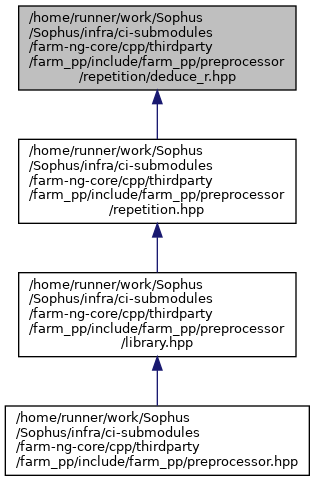 /home/runner/work/Sophus
/Sophus/infra/ci-submodules
/farm-ng-core/cpp/thirdparty
/farm_pp/include/farm_pp/preprocessor
/repetition/deduce_r.hpp
/home/runner/work/Sophus
/Sophus/infra/ci-submodules
/farm-ng-core/cpp/thirdparty
/farm_pp/include/farm_pp/preprocessor
/repetition.hpp
/home/runner/work/Sophus
/Sophus/infra/ci-submodules
/farm-ng-core/cpp/thirdparty
/farm_pp/include/farm_pp/preprocessor
/library.hpp
/home/runner/work/Sophus
/Sophus/infra/ci-submodules
/farm-ng-core/cpp/thirdparty
/farm_pp/include/farm_pp/preprocessor.hpp